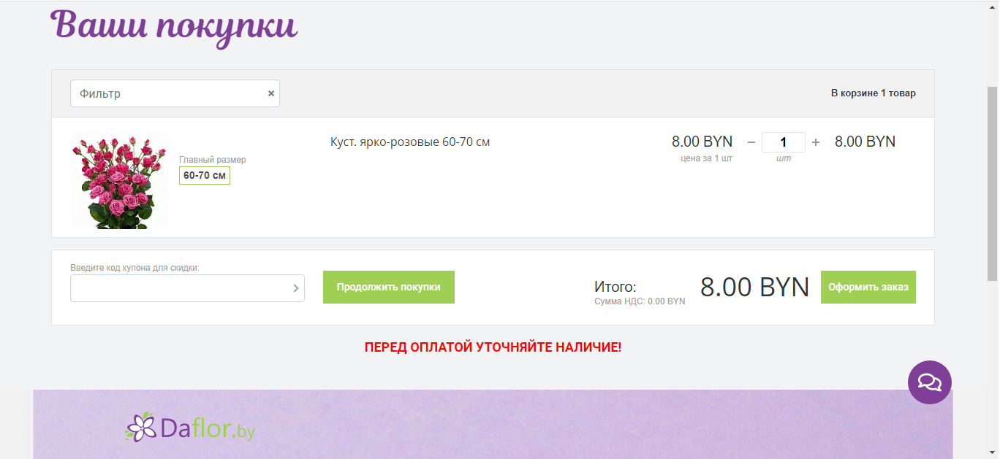 Ваши покупки
Фильтр ×
В корзине 1 товар
Куст. ярко-розовые 60-70 см
8.00 BYN − 1 + 8.00 BYN
цена за 1 шт шт
Главный размер
60-70 см
Введите код купона для скидки:
Продолжить покупки
Итого: 8.00 BYN
Сумма НДС: 0.00 BYN
Оформить заказ
ПЕРЕД ОПЛАТОЙ УТОЧНЯЙТЕ НАЛИЧИЕ!
Daflor.by